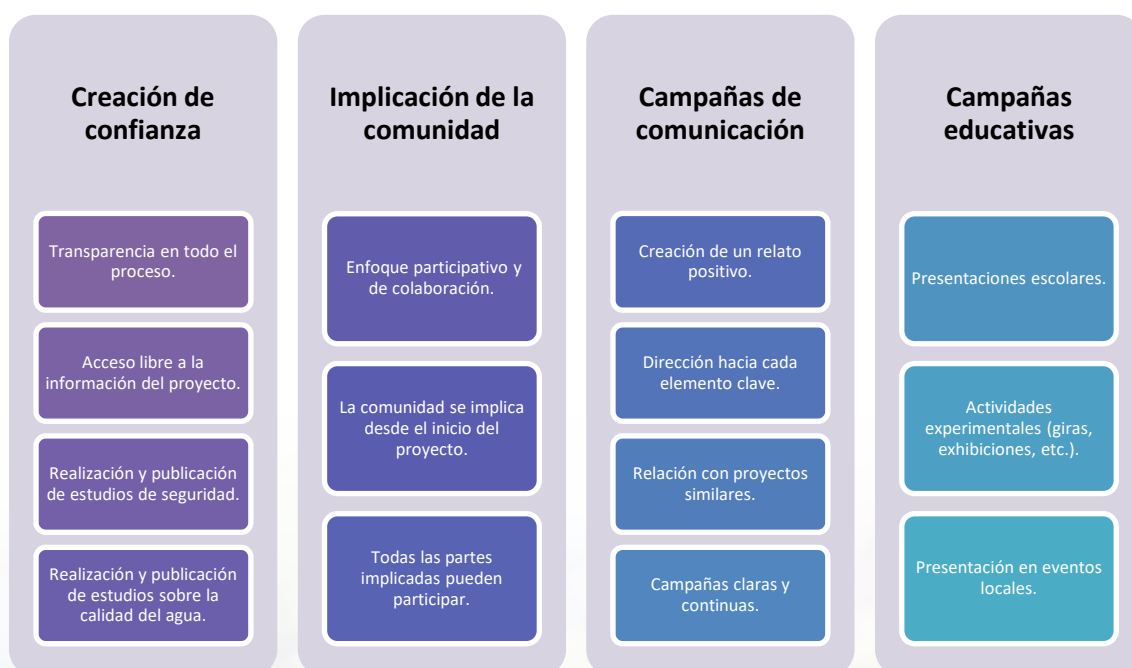 Creación de
confianza
Transparencia en todo el
proceso.
Acceso libre a la
información del proyecto.
Realización y publicación
de estudios de seguridad.
Realización y publicación
de estudios sobre la
calidad del agua.
Implicación de la
comunidad
Enfoque participativo y
de colaboración.
La comunidad se implica
desde el inicio del
proyecto.
Todas las partes
implicadas pueden
participar.
Campañas de
comunicación
Creación de un relato
positivo.
Dirección hacia cada
elemento clave.
Relación con proyectos
similares.
Campañas claras y
continuas.
Campañas
educativas
Presentaciones escolares.
Actividades
experimentales (giras,
exhibiciones, etc.).
Presentación en eventos
locales.